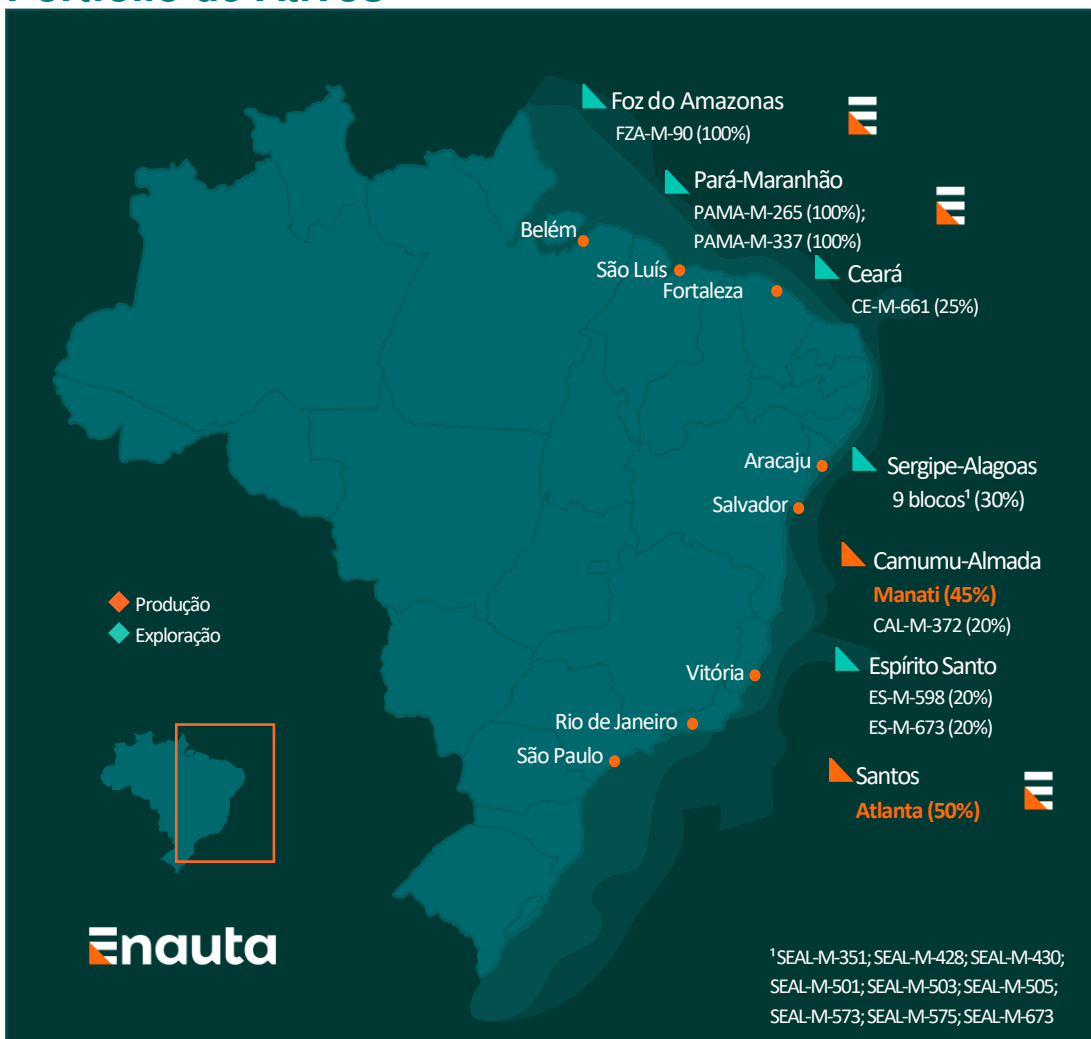 Portfólio de Ativos
Foz do Amazonas
FZA-M-90 (100%)
Pará-Maranhão
PAMA-M-265 (100%);
PAMA-M-337 (100%)
Belém
São Luís
Fortaleza
Ceará
CE-M-661 (25%)
Aracaju
Sergipe-Alagoas
9 blocos¹ (30%)
Salvador
Camumu-Almada
Manati (45%)
CAL-M-372 (20%)
Produção
Exploração
Vitória
Espírito Santo
ES-M-598 (20%)
ES-M-673 (20%)
Rio de Janeiro
São Paulo
Santos
Atlanta (50%)
Enauta
¹SEAL-M-351; SEAL-M-428; SEAL-M-430;
SEAL-M-501; SEAL-M-503; SEAL-M-505;
SEAL-M-573; SEAL-M-575; SEAL-M-673